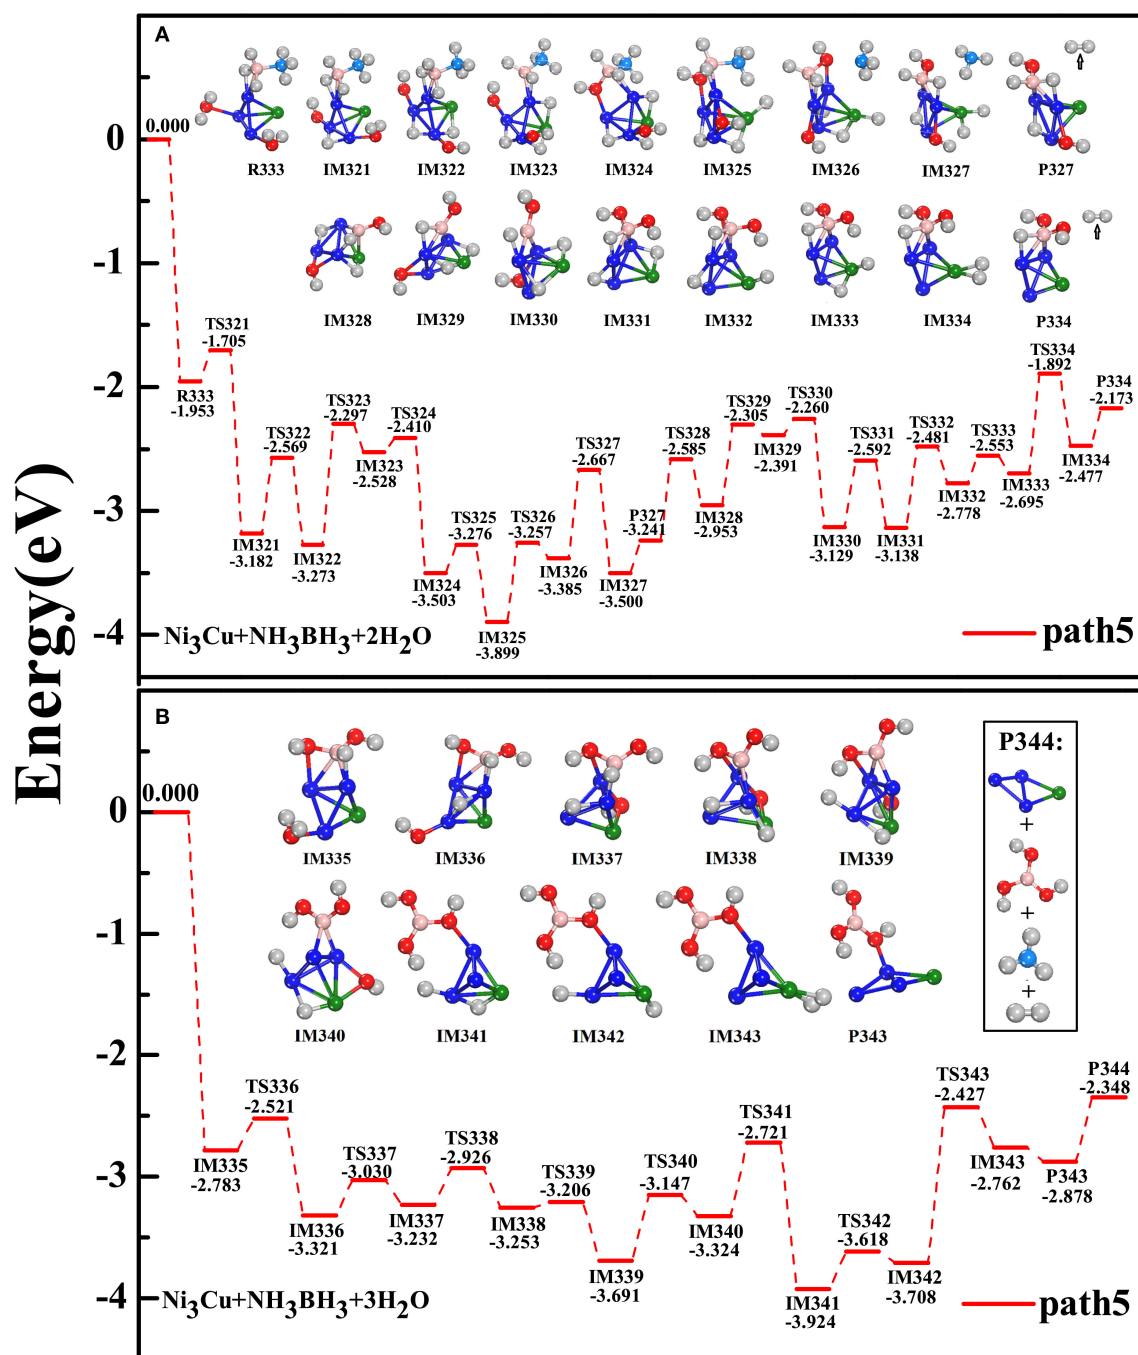 A
0
0.000
-1
-2
-3
-4
Energy(eV)
R333
IM321
IM322
IM323
IM324
IM325
IM326
IM327
P327
IM328
IM329
IM330
IM331
IM332
IM333
IM334
P334
R333
-1.953
TS321
-1.705
IM321
-3.182
TS322
-2.569
IM322
-3.273
TS323
-2.297
IM323
-2.528
TS324
-2.410
IM324
-3.503
TS325
-3.276
IM325
-3.899
TS326
-3.257
IM326
-3.385
TS327
-2.667
IM327
-3.500
P327
-3.241
TS328
-2.585
IM328
-2.953
TS329
-2.305
IM329
-2.391
TS330
-2.260
IM330
-3.129
TS331
-2.592
IM331
-3.138
TS332
-2.481
IM332
-2.778
TS333
-2.553
IM333
-2.695
TS334
-1.892
IM334
-2.477
P334
-2.173
Ni3Cu+NH3BH3+2H2O
path5
B
0
0.000
-1
-2
-3
-4
IM335
IM336
IM337
IM338
IM339
IM340
IM341
IM342
IM343
P343
P344:
+
+
+
IM335
-2.783
TS336
-2.521
IM336
-3.321
TS337
-3.030
IM337
-3.232
TS338
-2.926
IM338
-3.253
TS339
-3.206
IM339
-3.691
TS340
-3.147
IM340
-3.324
TS341
-2.721
IM341
-3.924
TS342
-3.618
IM342
-3.708
TS343
-2.427
IM343
-2.762
P343
-2.878
P344
-2.348
Ni3Cu+NH3BH3+3H2O
path5